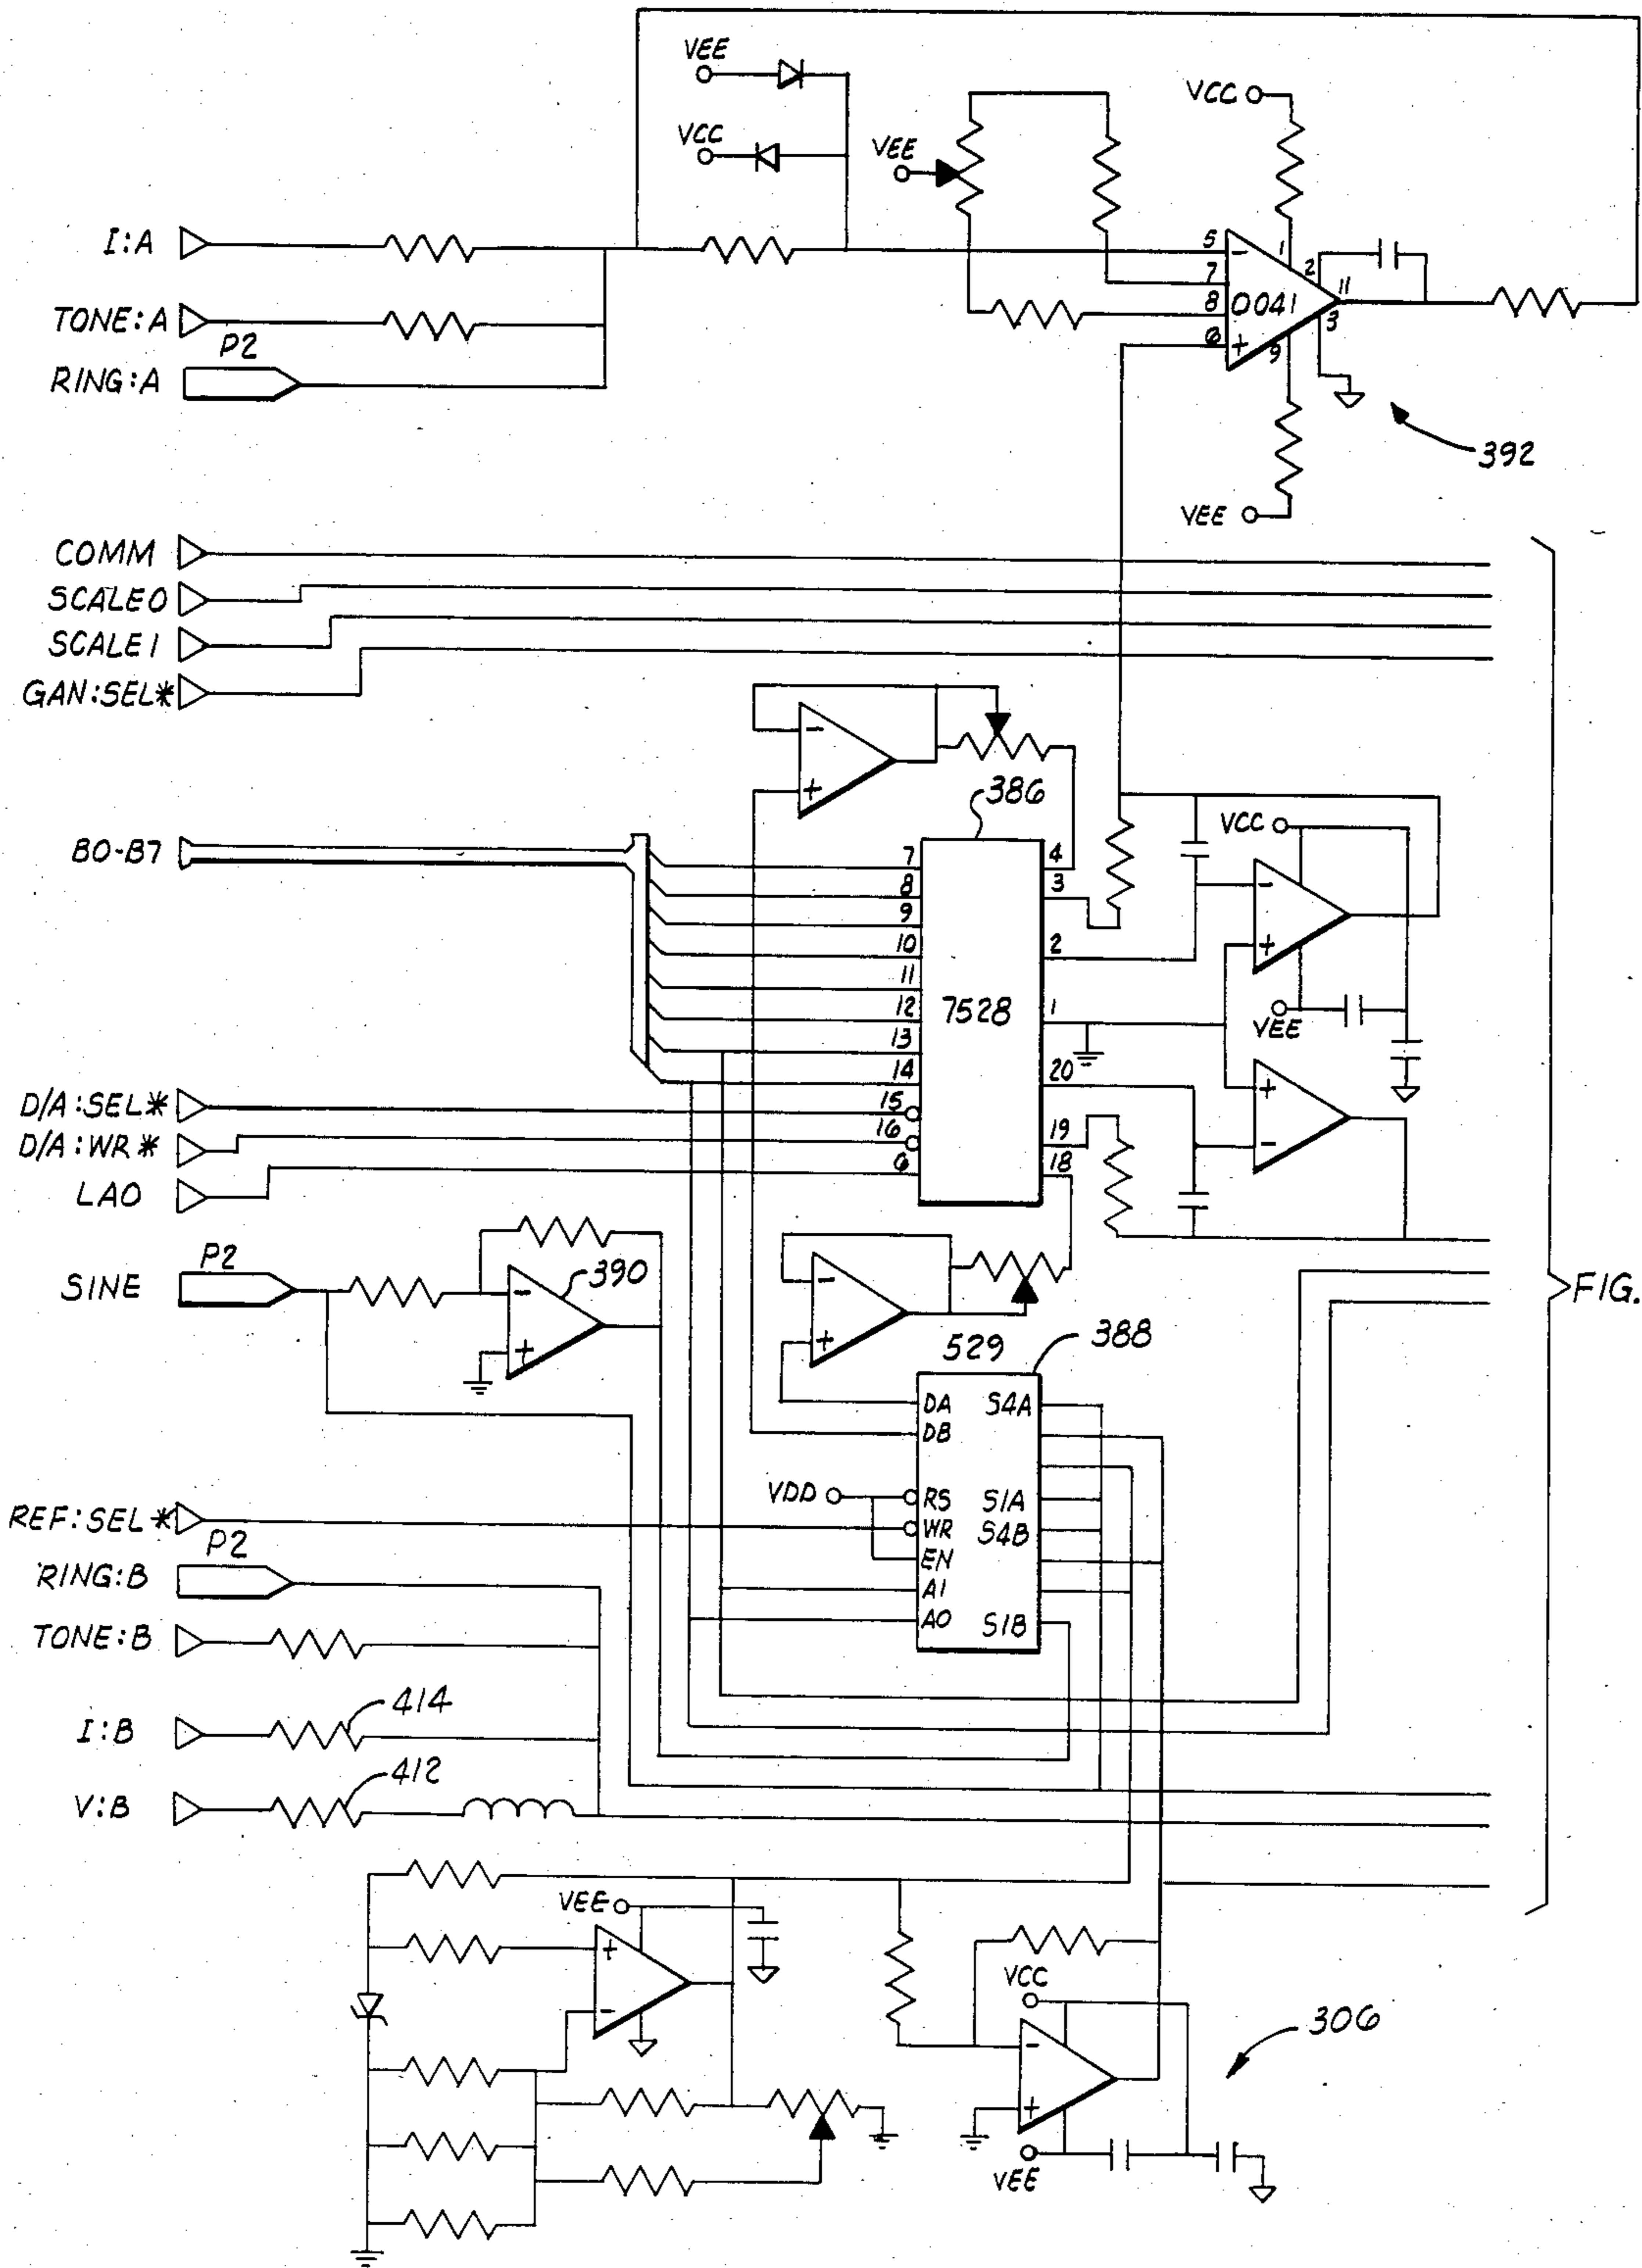 VEE
VCC
VEE
VCC
I:A
5 - 1 2
7
8 0041 11
6 + 9 3
TONE:A
P2
RING:A
392
VEE
COMM
SCALE0
SCALE1
GAN:SEL*
-
+
386
B0-B7
VCC
7 4
8 3
9
10 2
11
12 7528 1
13
14 20
15
16 19
6 18
-
+
VEE
+
-
D/A:SEL*
D/A:WR*
LA0
P2
SINE
390
-
+
-
+
FIG.
529
388
DA S4A
DB
VDD
RS S1A
WR S4B
EN
A1
A0 S1B
REF:SEL*
P2
RING:B
TONE:B
414
I:B
412
V:B
VEE
+
-
VCC
-
+
306
VEE